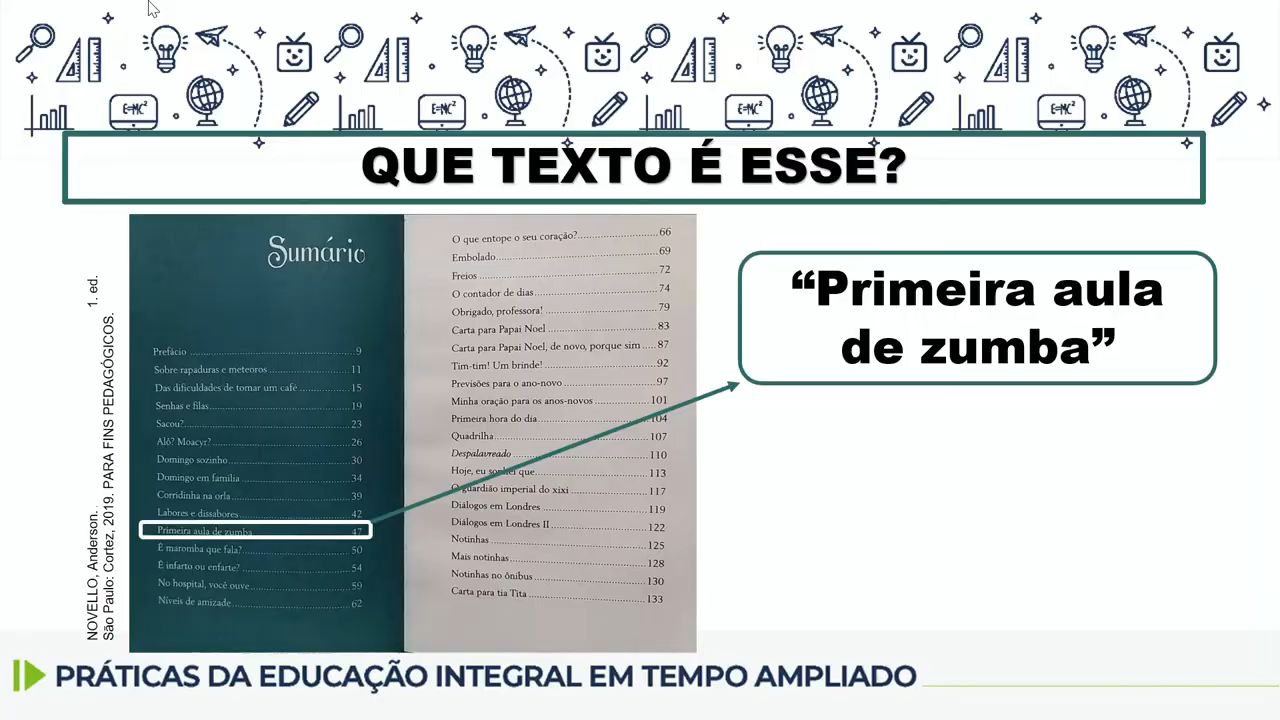 E=MC²
E=MC²
E=MC²
E=MC²
QUE TEXTO É ESSE?
NOVELLO, Anderson. 1. ed.
São Paulo: Cortez, 2019. PARA FINS PEDAGÓGICOS.
Sumário
Prefácio 9
Sobre rapaduras e meteoros 11
Das dificuldades de tomar um café 15
Senhas e filas 19
Sacou? 23
Alô? Moacyr? 26
Domingo sozinho 30
Domingo em família 34
Corridinha na orla 39
Labores e dissabores 42
Primeira aula de zumba 47
É maromba que fala? 50
É infarto ou enfarte? 54
No hospital, você ouve 59
Níveis de amizade 62
O que entope o seu coração? 66
Embolado 69
Freios 72
O contador de dias 74
Obrigado, professora! 79
Carta para Papai Noel 83
Carta para Papai Noel, de novo, porque sim 87
Tim-tim! Um brinde! 92
Previsões para o ano-novo 97
Minha oração para os anos-novos 101
Primeira hora do dia 104
Quadrilha 107
Despalavreado 110
Hoje, eu sonhei que 113
O guardião imperial do xixi 117
Diálogos em Londres 119
Diálogos em Londres II 122
Notinhas 125
Mais notinhas 128
Notinhas no ônibus 130
Carta para tia Tita 133
“Primeira aula
de zumba”
PRÁTICAS DA EDUCAÇÃO INTEGRAL EM TEMPO AMPLIADO